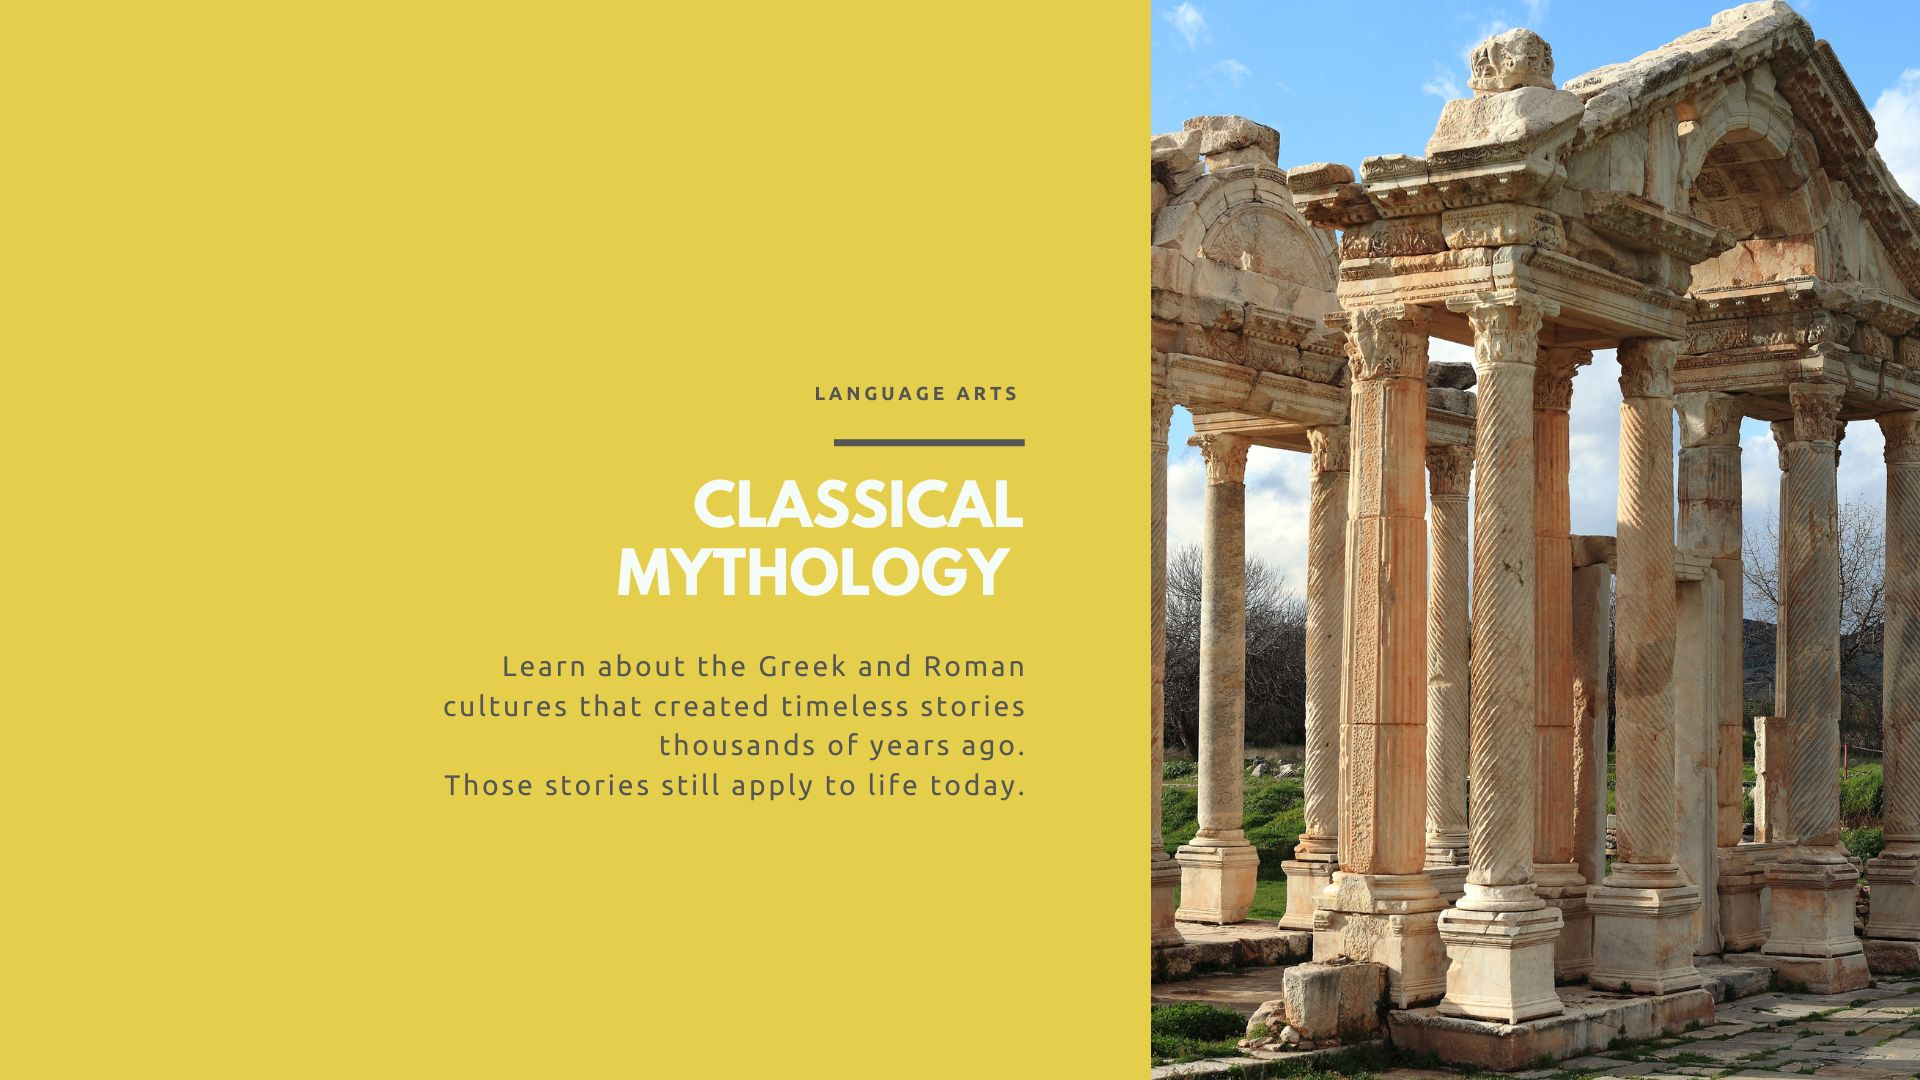 LANGUAGE ARTS
CLASSICAL
MYTHOLOGY
Learn about the Greek and Roman
cultures that created timeless stories
thousands of years ago.
Those stories still apply to life today.